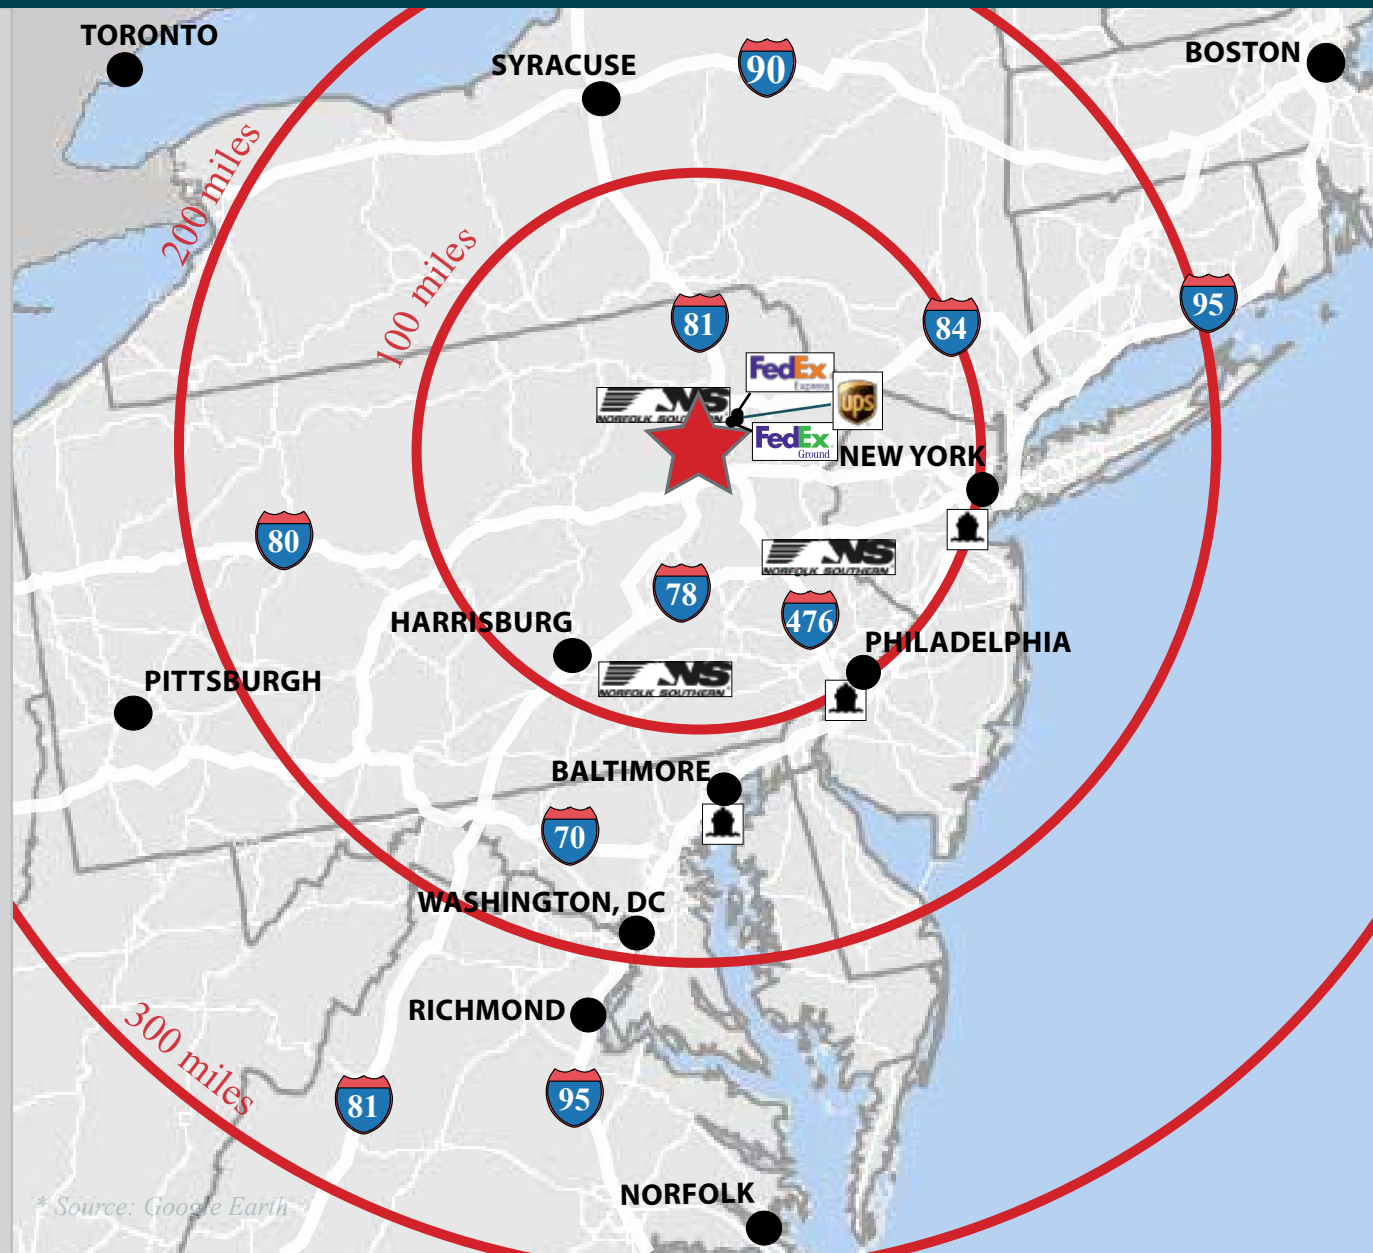 TORONTO
SYRACUSE
90
BOSTON
200 miles
100 miles
81
84
95
FedEx
Express
NS
NORFOLK SOUTHERN
ups
FedEx
Ground
NEW YORK
80
NS
NORFOLK SOUTHERN
78
476
HARRISBURG
PHILADELPHIA
NS
NORFOLK SOUTHERN
PITTSBURGH
BALTIMORE
70
WASHINGTON, DC
RICHMOND
300 miles
81
95
NORFOLK
* Source: Google Earth